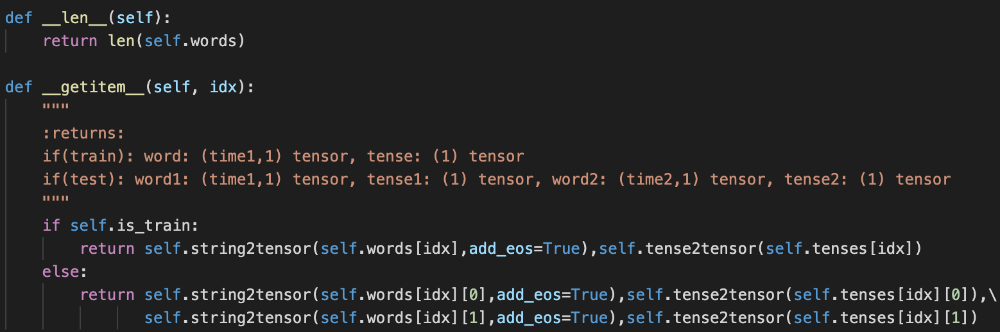 def __len__(self):
    return len(self.words)

def __getitem__(self, idx):
    """
    :returns:
    if(train): word: (time1,1) tensor, tense: (1) tensor
    if(test): word1: (time1,1) tensor, tense1: (1) tensor, word2: (time2,1) tensor, tense2: (1) tensor
    """
    if self.is_train:
        return self.string2tensor(self.words[idx],add_eos=True),self.tense2tensor(self.tenses[idx])
    else:
        return self.string2tensor(self.words[idx][0],add_eos=True),self.tense2tensor(self.tenses[idx][0]),\
               self.string2tensor(self.words[idx][1],add_eos=True),self.tense2tensor(self.tenses[idx][1])